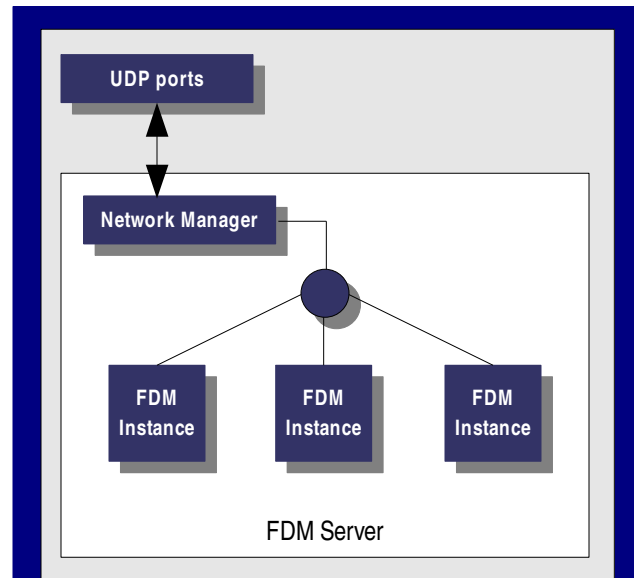 UDP ports
Network Manager
FDM
Instance
FDM
Instance
FDM
Instance
FDM Server